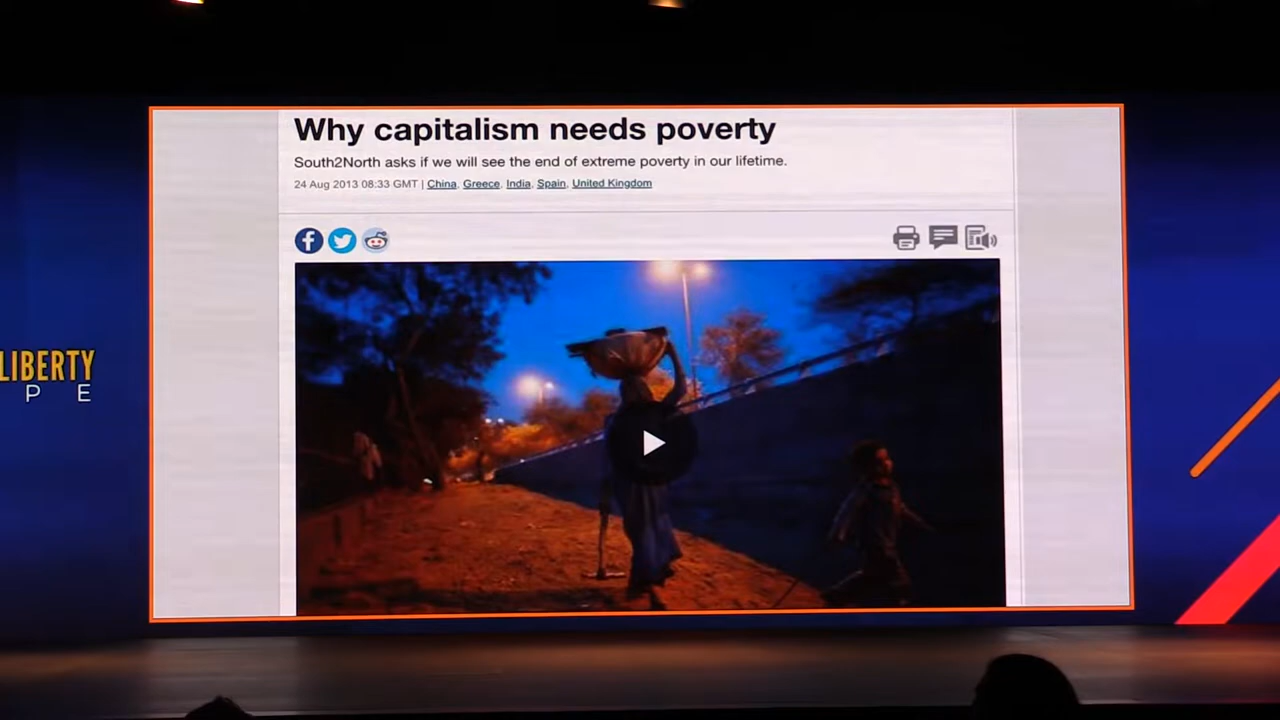 Why capitalism needs poverty
South2North asks if we will see the end of extreme poverty in our lifetime.
24 Aug 2013 08:33 GMT | China, Greece, India, Spain, United Kingdom
LIBERTY
P E